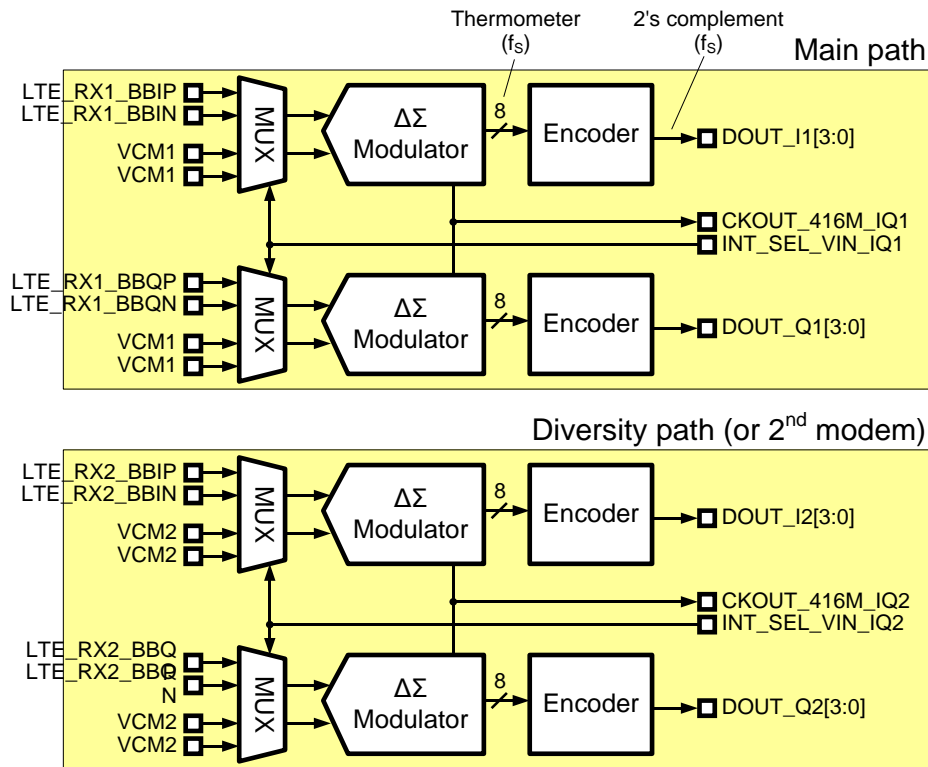 Thermometer
(fS)
2's complement
(fS)
Main path
LTE_RX1_BBIP
LTE_RX1_BBIN
VCM1
VCM1
MUX
ΔΣ
Modulator
8
Encoder
DOUT_I1[3:0]
CKOUT_416M_IQ1
INT_SEL_VIN_IQ1
LTE_RX1_BBQP
LTE_RX1_BBQN
VCM1
VCM1
MUX
ΔΣ
Modulator
8
Encoder
DOUT_Q1[3:0]
Diversity path (or 2nd modem)
LTE_RX2_BBIP
LTE_RX2_BBIN
VCM2
VCM2
MUX
ΔΣ
Modulator
8
Encoder
DOUT_I2[3:0]
CKOUT_416M_IQ2
INT_SEL_VIN_IQ2
LTE_RX2_BBQ
P
LTE_RX2_BBQ
N
VCM2
VCM2
MUX
ΔΣ
Modulator
8
Encoder
DOUT_Q2[3:0]